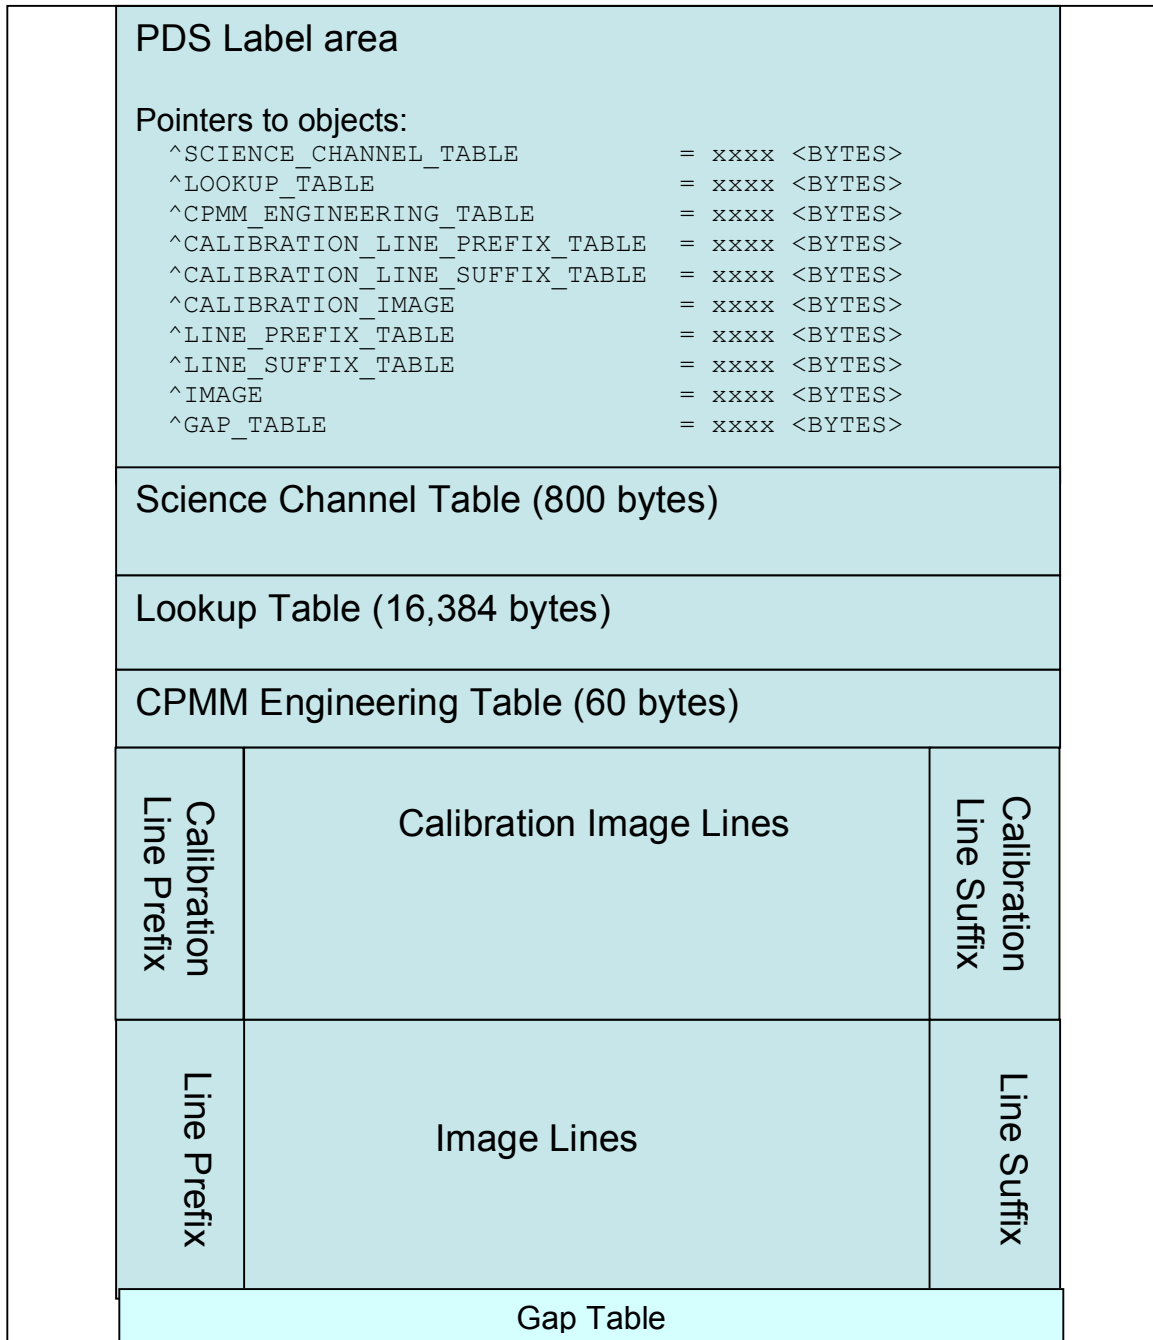 PDS Label area
Pointers to objects:
^SCIENCE_CHANNEL_TABLE = xxxx <BYTES>
^LOOKUP_TABLE = xxxx <BYTES>
^CPMM_ENGINEERING_TABLE = xxxx <BYTES>
^CALIBRATION_LINE_PREFIX_TABLE = xxxx <BYTES>
^CALIBRATION_LINE_SUFFIX_TABLE = xxxx <BYTES>
^CALIBRATION_IMAGE = xxxx <BYTES>
^LINE_PREFIX_TABLE = xxxx <BYTES>
^LINE_SUFFIX_TABLE = xxxx <BYTES>
^IMAGE = xxxx <BYTES>
^GAP_TABLE = xxxx <BYTES>
Science Channel Table (800 bytes)
Lookup Table (16,384 bytes)
CPMM Engineering Table (60 bytes)
Calibration
Line Prefix
Calibration Image Lines
Calibration
Line Suffix
Line Prefix
Image Lines
Line Suffix
Gap Table